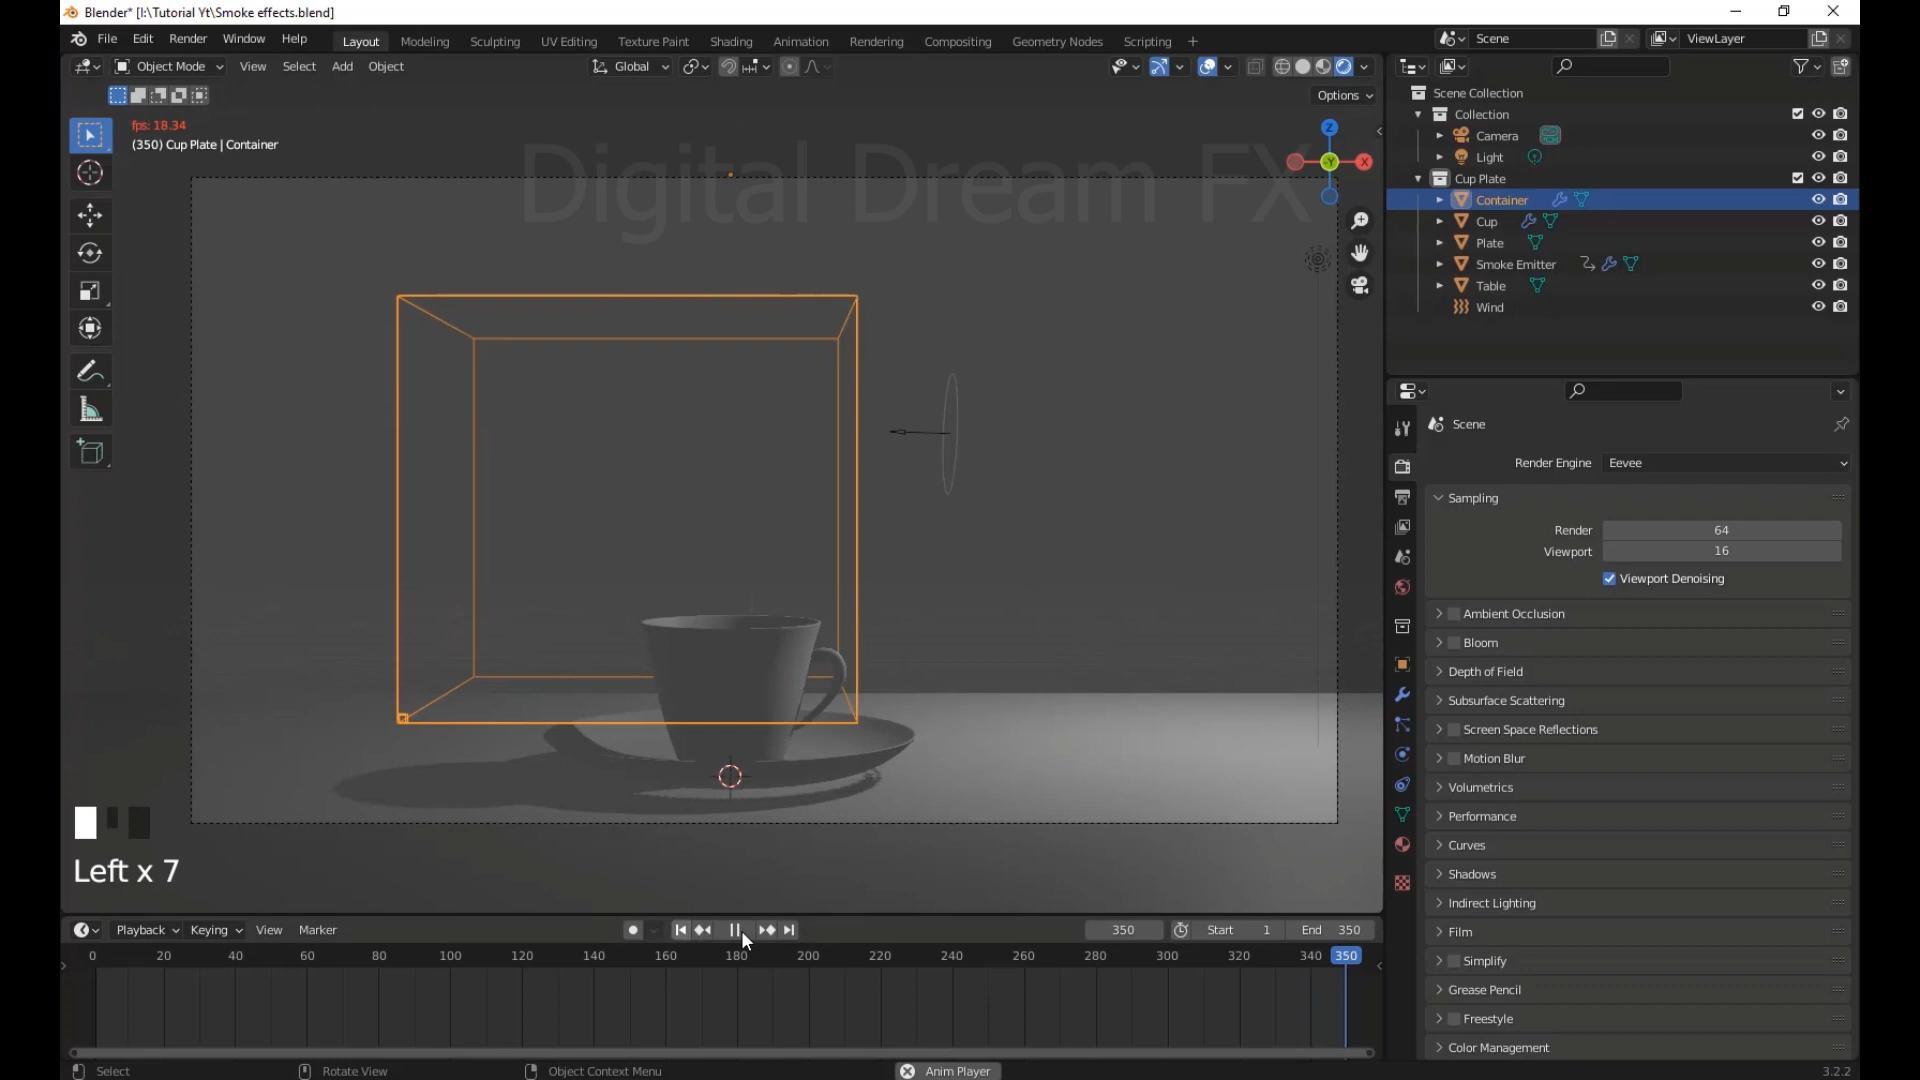 Blender* [I:\Tutorial Yt\Smoke effects.blend]
File Edit Render Window Help Layout Modeling Sculpting UV Editing Texture Paint Shading Animation Rendering Compositing Geometry Nodes Scripting + Scene ViewLayer
Object Mode View Select Add Object Global
Options
Scene Collection
Collection
Camera
Light
Cup Plate
Container
Cup
Plate
Smoke Emitter
Table
Wind
fps: 18.34
(350) Cup Plate | Container
Digital Dream FX
Z
-Y X
Scene
Render Engine Eevee
Sampling
Render 64
Viewport 16
Viewport Denoising
Ambient Occlusion
Bloom
Depth of Field
Subsurface Scattering
Screen Space Reflections
Motion Blur
Volumetrics
Performance
Curves
Shadows
Indirect Lighting
Film
Simplify
Grease Pencil
Freestyle
Color Management
Left x 7
Playback Keying View Marker 350 Start 1 End 350
0 20 40 60 80 100 120 140 160 180 200 220 240 260 280 300 320 340 350
Select Rotate View Object Context Menu Anim Player 3.2.2